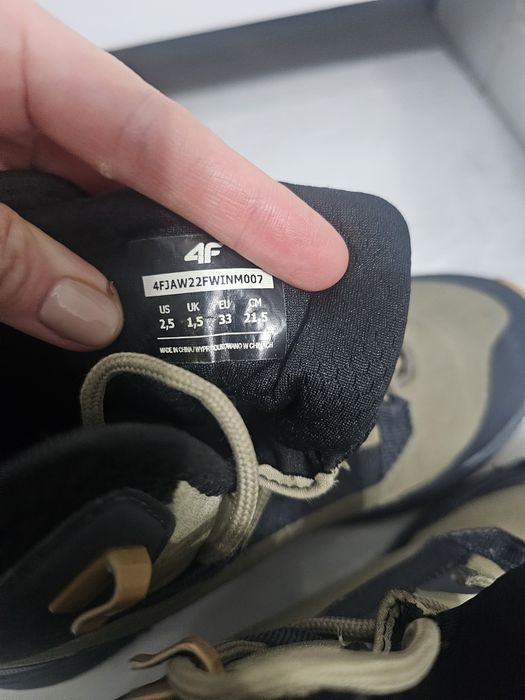 4F
4FJAW22FWINM007
US UK EU CM
2,5 1,5 33 21,5
MADE IN CHINA / WYPRODUKOWANO W CHINACH